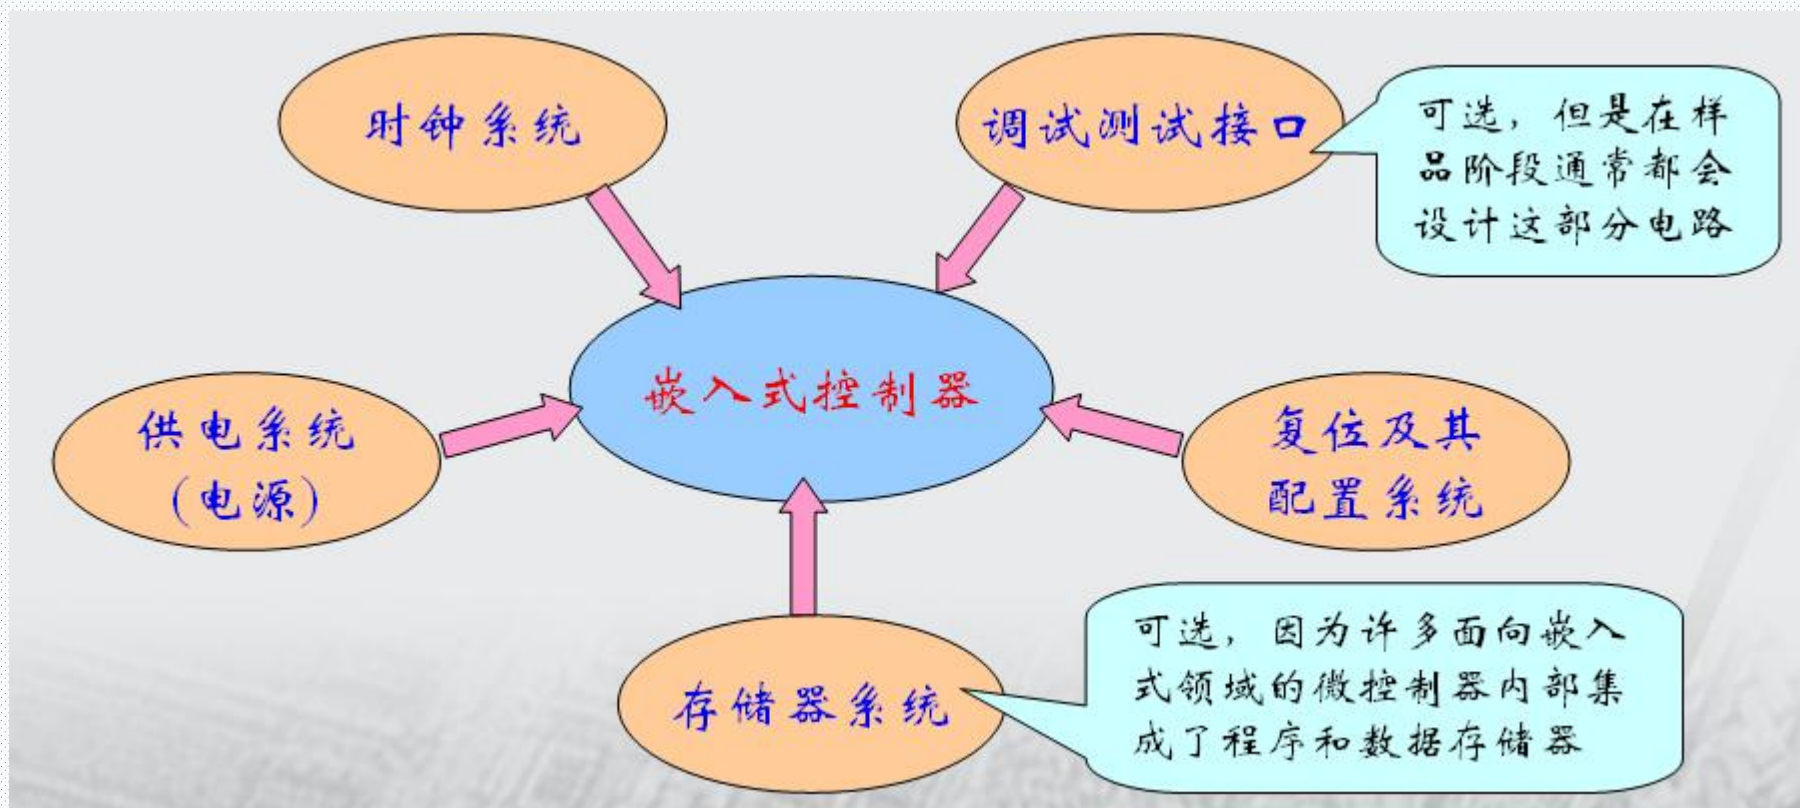 时钟系统
调试测试接口
可选，但是在样
品阶段通常都会
设计这部分电路
嵌入式控制器
供电系统
(电源)
复位及其
配置系统
存储器系统
可选，因为许多面向嵌入
式领域的微控制器内部集
成了程序和数据存储器